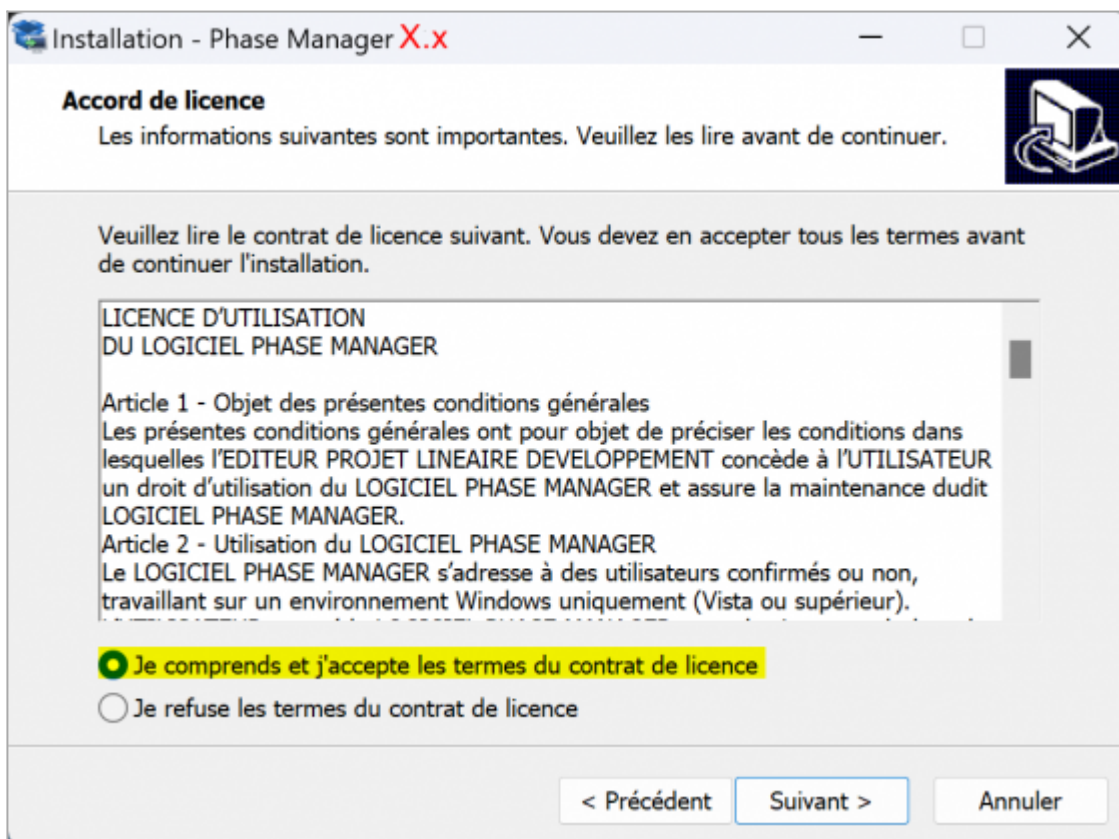 Installation - Phase Manager X.x
Accord de licence
Les informations suivantes sont importantes. Veuillez les lire avant de continuer.
Veuillez lire le contrat de licence suivant. Vous devez en accepter tous les termes avant
de continuer l'installation.
LICENCE D’UTILISATION
DU LOGICIEL PHASE MANAGER
Article 1 - Objet des présentes conditions générales
Les présentes conditions générales ont pour objet de préciser les conditions dans
lesquelles l’EDITEUR PROJET LINEAIRE DEVELOPPEMENT concède à l’UTILISATEUR
un droit d’utilisation du LOGICIEL PHASE MANAGER et assure la maintenance dudit
LOGICIEL PHASE MANAGER.
Article 2 - Utilisation du LOGICIEL PHASE MANAGER
Le LOGICIEL PHASE MANAGER s’adresse à des utilisateurs confirmés ou non,
travaillant sur un environnement Windows uniquement (Vista ou supérieur).
Je comprends et j'accepte les termes du contrat de licence
Je refuse les termes du contrat de licence
< Précédent
Suivant >
Annuler